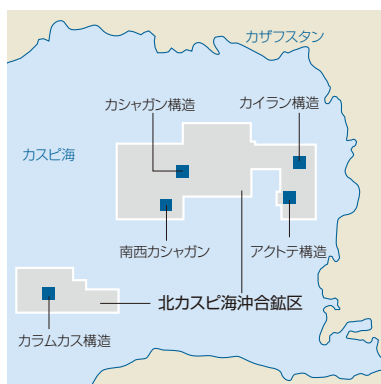 カザフスタン
カシャガン構造
カイラン構造
カスピ海
南西カシャガン
アクトテ構造
北カスピ海沖合鉱区
カラムカス構造